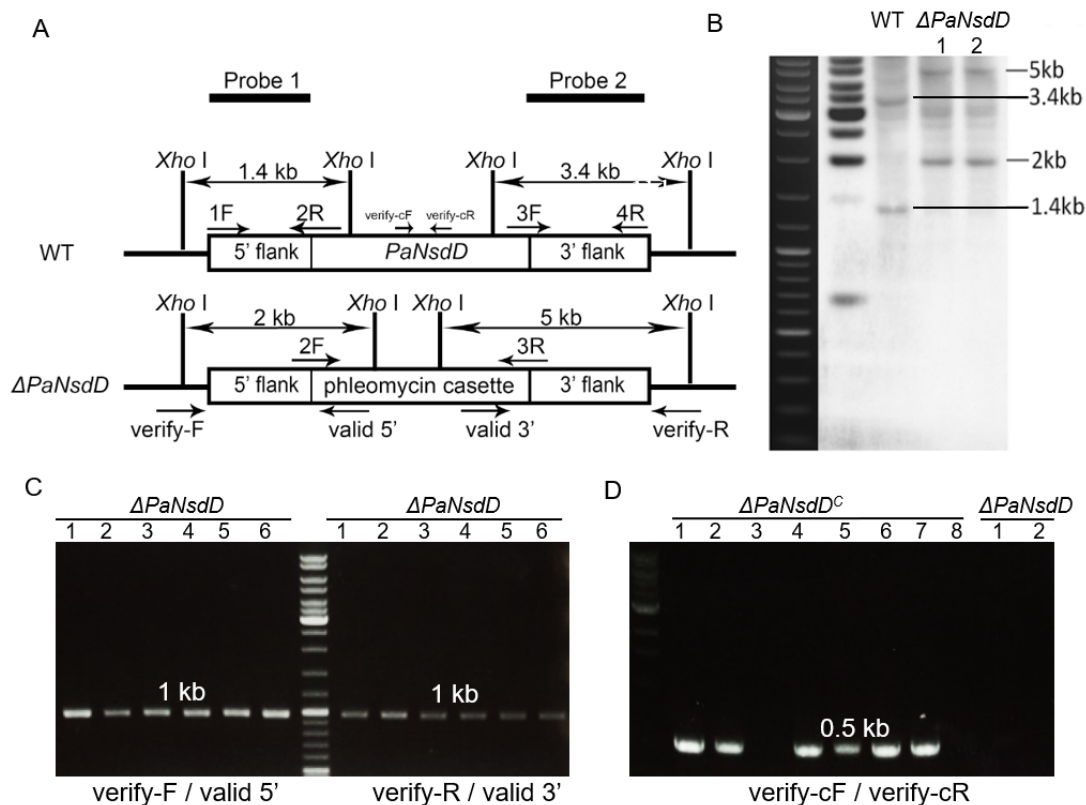 A
Probe 1
Probe 2
Xho I
Xho I
Xho I
Xho I
1.4 kb
3.4 kb
1F
2R
verify-cF
verify-cR
3F
4R
WT
5’ flank
PaNsdD
3’ flank
Xho I
Xho I
Xho I
Xho I
2 kb
5 kb
2F
3R
ΔPaNsdD
5’ flank
phleomycin casette
3’ flank
verify-F
valid 5’
valid 3’
verify-R
B
WT
ΔPaNsdD
1 2
5kb
3.4kb
2kb
1.4kb
C
ΔPaNsdD
ΔPaNsdD
1 2 3 4 5 6
1 2 3 4 5 6
1 kb
1 kb
verify-F / valid 5’
verify-R / valid 3’
D
ΔPaNsdDᶜ
ΔPaNsdD
1 2 3 4 5 6 7 8
1 2
0.5 kb
verify-cF / verify-cR